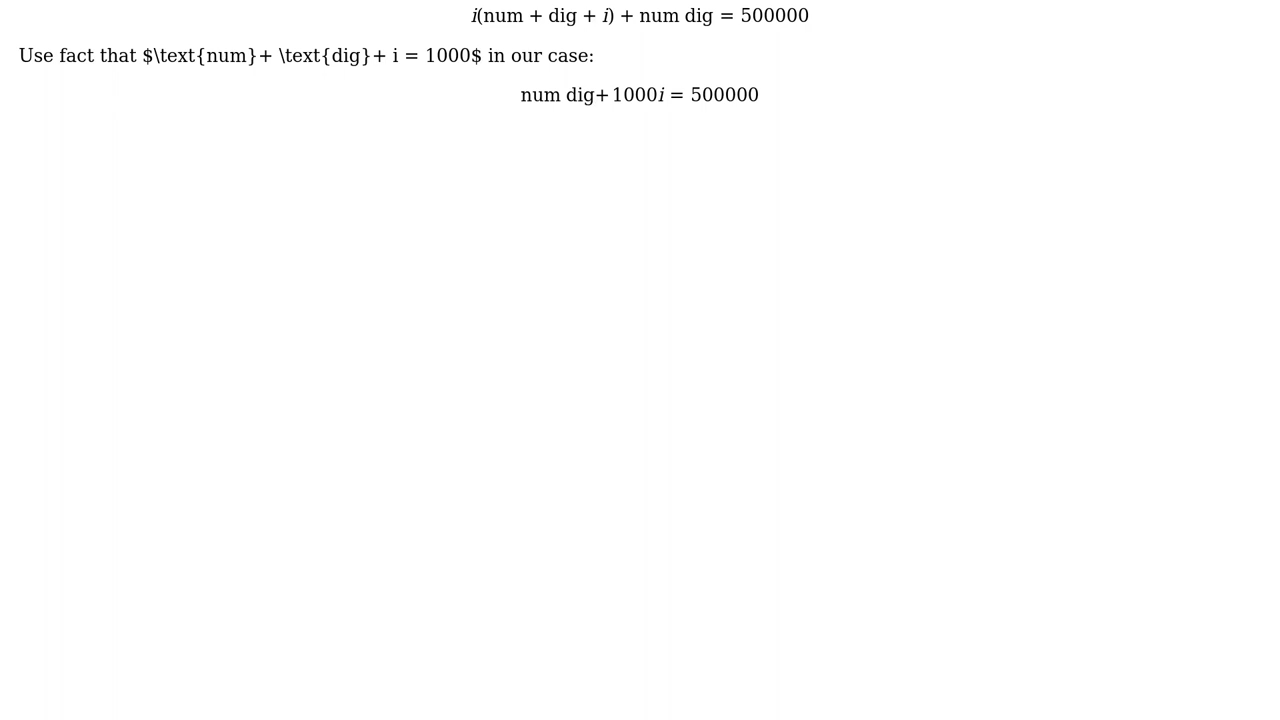 i(num + dig + i) + num dig = 500000
Use fact that $\text{num}+ \text{dig}+ i = 1000$ in our case:
num dig+ 1000i = 500000